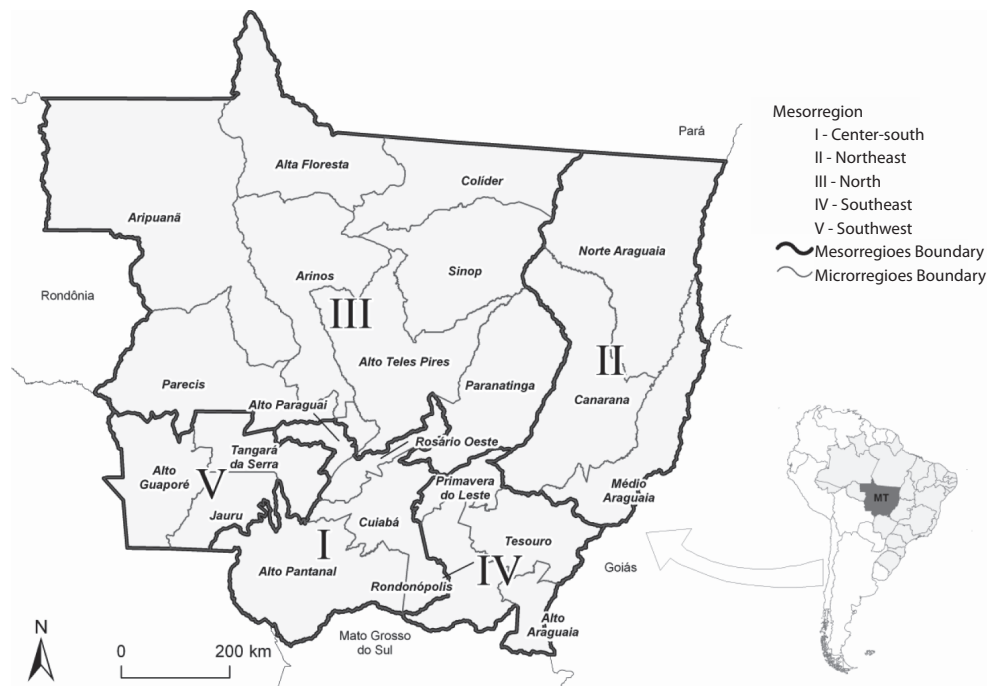 Pará
Mesorregion
I - Center-south
II - Northeast
III - North
IV - Southeast
V - Southwest
Mesorregioes Boundary
Microrregioes Boundary
Alta Floresta
Colíder
Aripuanã
Norte Araguaia
Arinos
Sinop
Rondônia
III
II
Alto Teles Pires
Parecis
Paranatinga
Canarana
Alto Paraguai
Rosário Oeste
Tangará
da Serra
Alto
Guaporé
V
Primavera
do Leste
Médio
Araguaia
MT
Jauru
Cuiabá
I
Tesouro
Alto Pantanal
IV
Goiás
Rondonópolis
Alto
Araguaia
N
Mato Grosso
do Sul
0 200 km